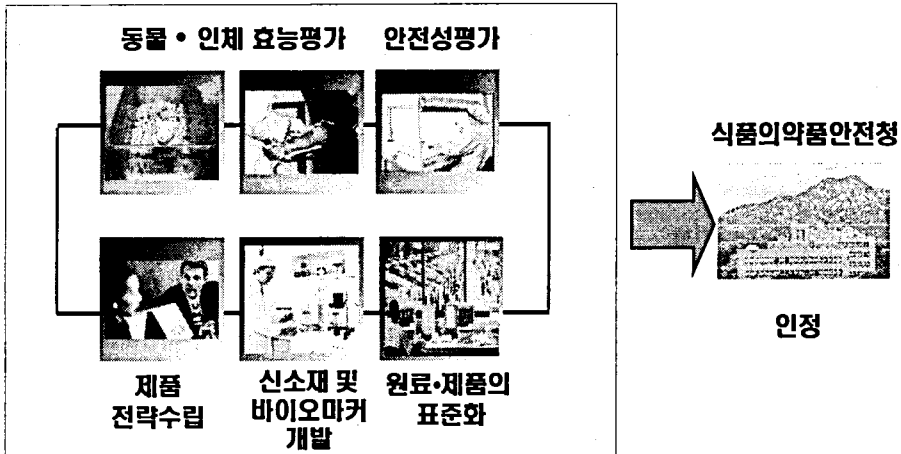 동물 • 인체 효능평가
안전성평가
식품의약품안전청
인정
제품
전략수립
신소재 및
바이오마커
개발
원료•제품의
표준화